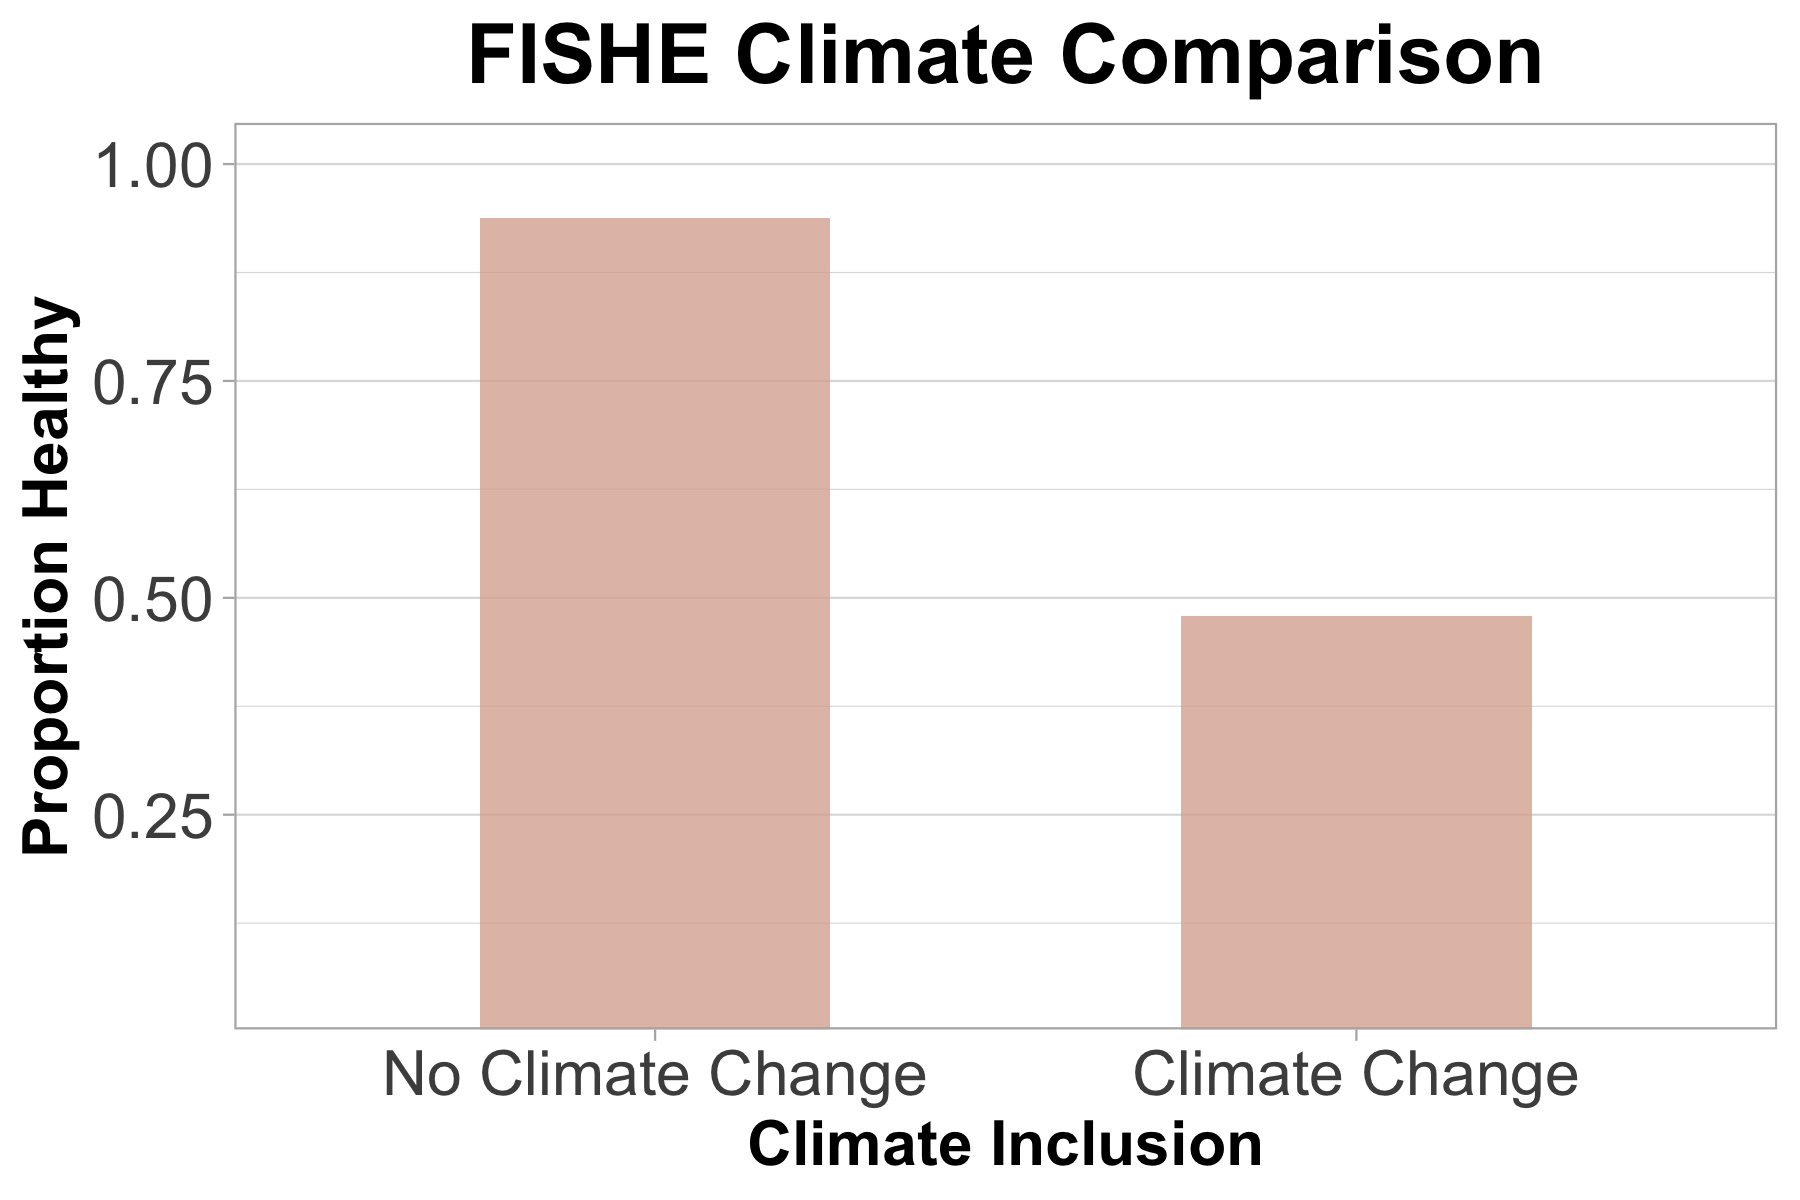 FISHE Climate Comparison
Proportion Healthy
1.00
0.75
0.50
0.25
No Climate Change
Climate Change
Climate Inclusion